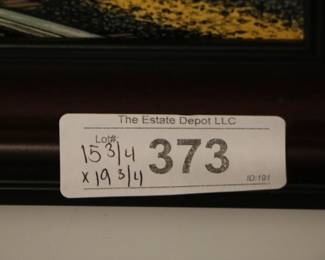 The Estate Depot LLC
Lot#:
15 3/4
x 19 3/4
373
ID:191